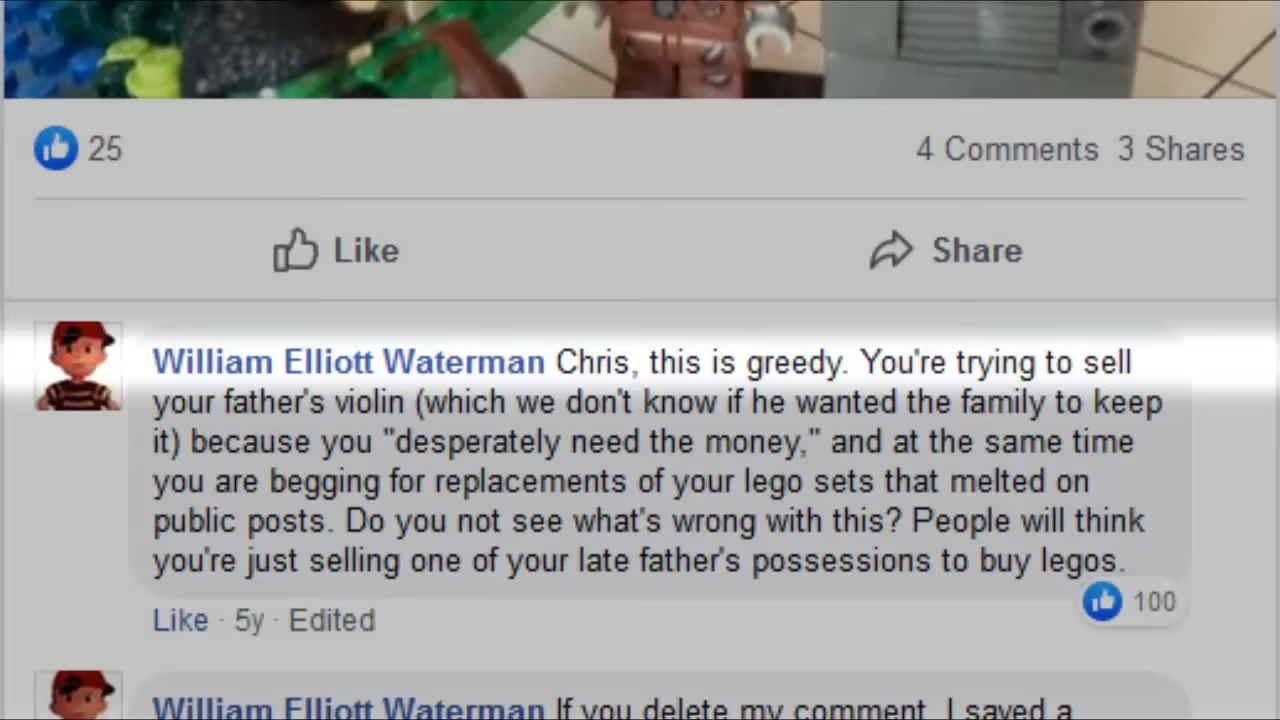 25
4 Comments 3 Shares
Like
Share
William Elliott Waterman Chris, this is greedy. You're trying to sell
your father's violin (which we don't know if he wanted the family to keep
it) because you "desperately need the money," and at the same time
you are begging for replacements of your lego sets that melted on
public posts. Do you not see what's wrong with this? People will think
you're just selling one of your late father's possessions to buy legos.
100
Like · 5y · Edited
William Elliott Waterman If you delete my comment, I saved a